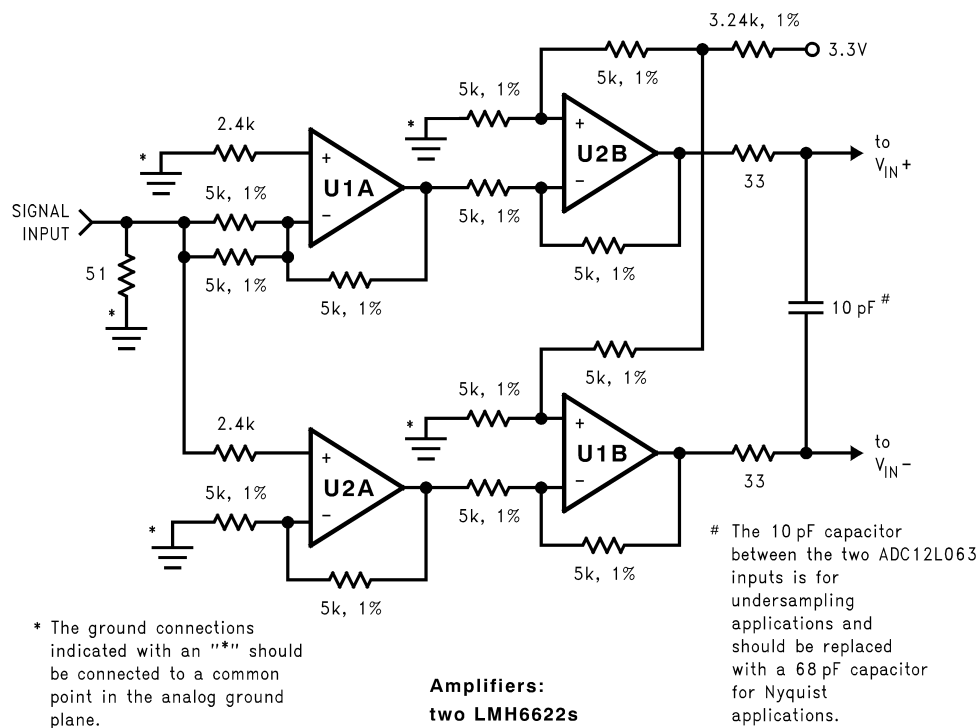 3.24k, 1%
3.3V
5k, 1%
5k, 1%
*
+
U2B
−
2.4k
*
+
U1A
−
to
V_IN+
33
5k, 1%
5k, 1%
SIGNAL
INPUT
5k, 1%
5k, 1%
51
*
5k, 1%
5k, 1%
10 pF #
5k, 1%
5k, 1%
*
+
U1B
−
2.4k
+
U2A
−
to
V_IN−
33
5k, 1%
*
5k, 1%
5k, 1%
5k, 1%
# The 10 pF capacitor
between the two ADC12L063
inputs is for
undersampling
applications and
should be replaced
with a 68 pF capacitor
for Nyquist
applications.
* The ground connections
indicated with an "*" should
be connected to a common
point in the analog ground
plane.
Amplifiers:
two LMH6622s